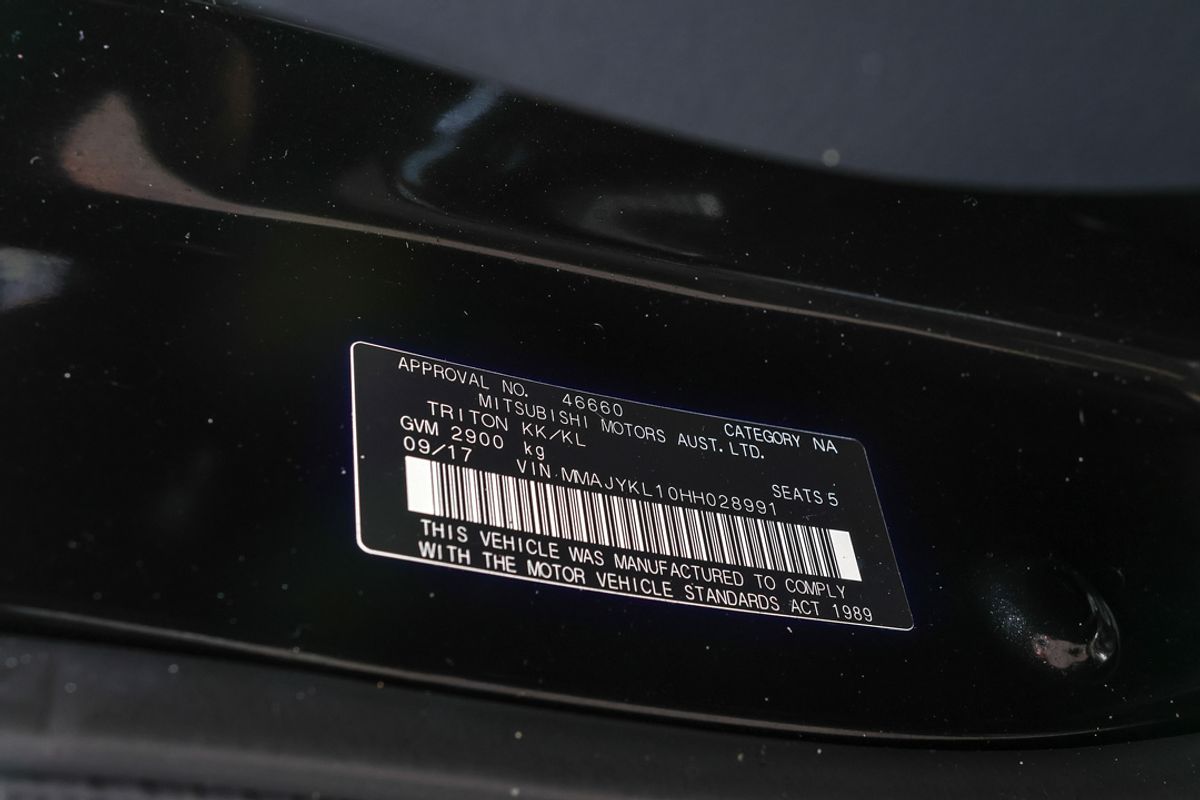 APPROVAL NO. 46660 CATEGORY NA
MITSUBISHI MOTORS AUST.LTD.
TRITON KK/KL
GVM 2900 kg SEATS 5
09/17 VIN.MMAJYKL10HH028991
THIS VEHICLE WAS MANUFACTURED TO COMPLY
WITH THE MOTOR VEHICLE STANDARDS ACT 1989